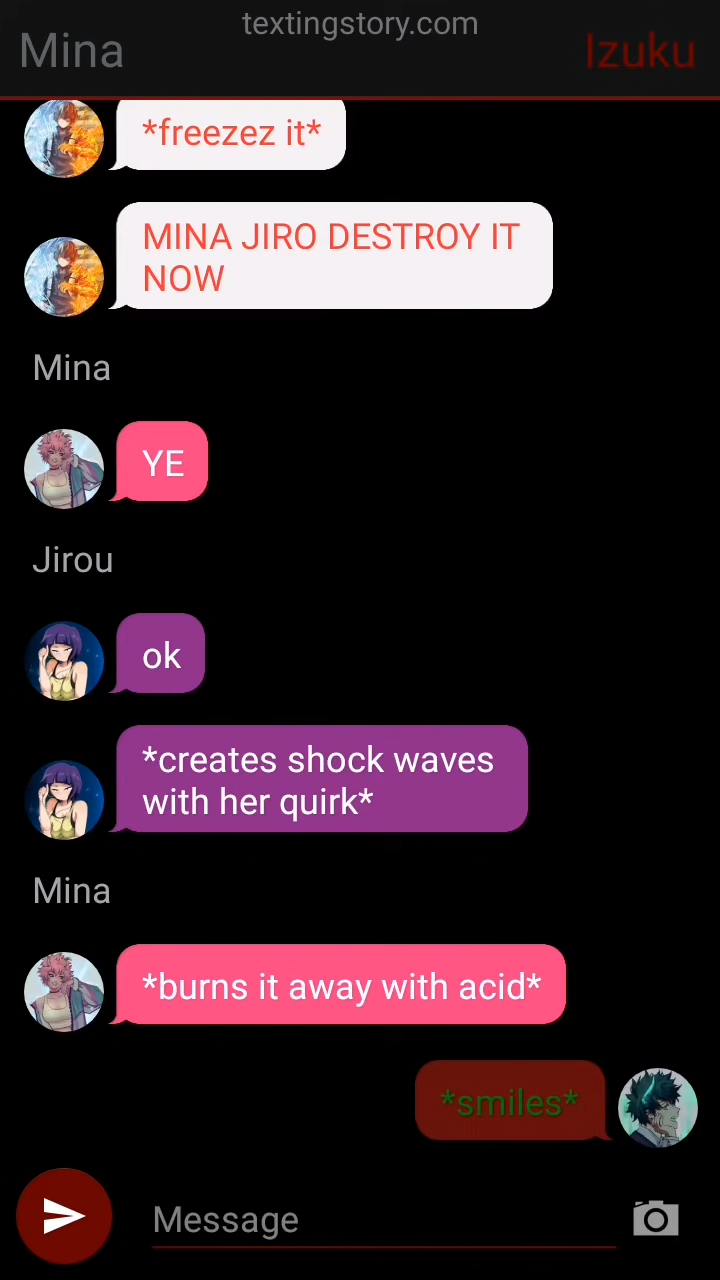 textingstory.com
Mina
Izuku
*freezez it*
MINA JIRO DESTROY IT
NOW
Mina
YE
Jirou
ok
*creates shock waves
with her quirk*
Mina
*burns it away with acid*
*smiles*
Message